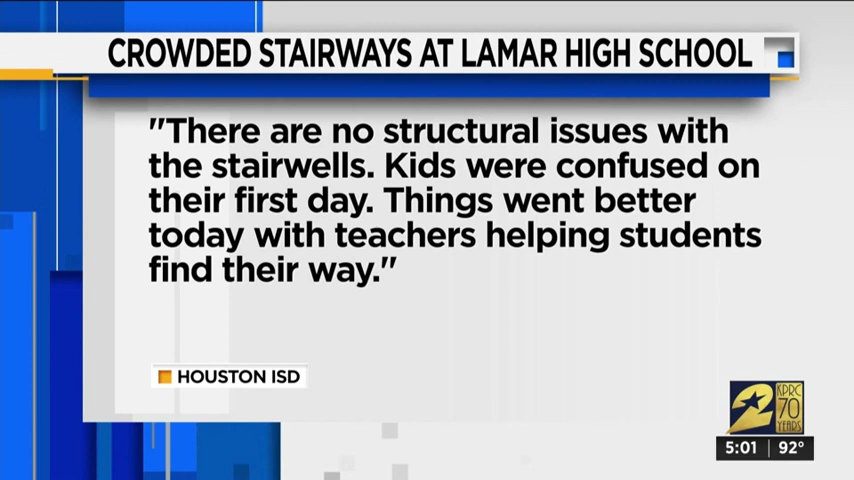 CROWDED STAIRWAYS AT LAMAR HIGH SCHOOL
"There are no structural issues with
the stairwells. Kids were confused on
their first day. Things went better
today with teachers helping students
find their way."
HOUSTON ISD
2
KPRC
70
YEARS
5:01 92°